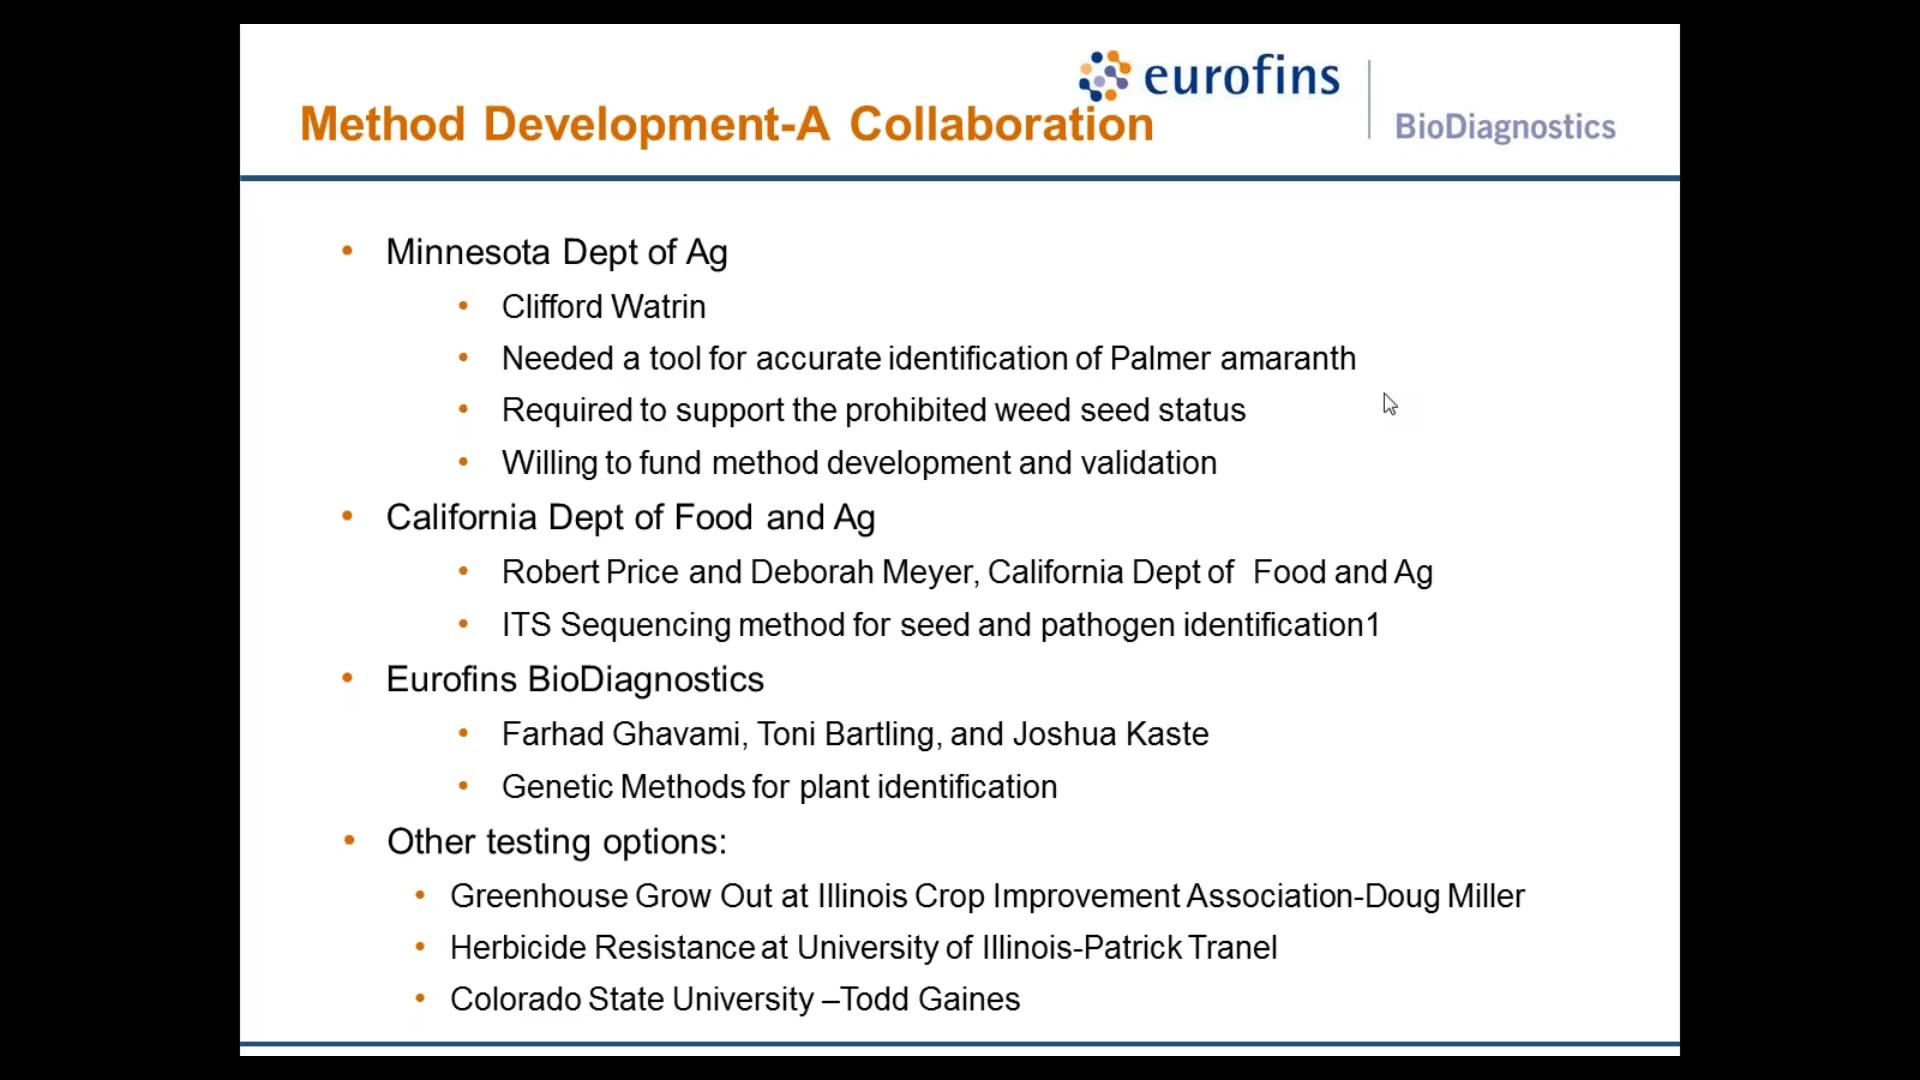 eurofins
Method Development-A Collaboration
BioDiagnostics
• Minnesota Dept of Ag
• Clifford Watrin
• Needed a tool for accurate identification of Palmer amaranth
• Required to support the prohibited weed seed status
• Willing to fund method development and validation
• California Dept of Food and Ag
• Robert Price and Deborah Meyer, California Dept of Food and Ag
• ITS Sequencing method for seed and pathogen identification1
• Eurofins BioDiagnostics
• Farhad Ghavami, Toni Bartling, and Joshua Kaste
• Genetic Methods for plant identification
• Other testing options:
• Greenhouse Grow Out at Illinois Crop Improvement Association-Doug Miller
• Herbicide Resistance at University of Illinois-Patrick Tranel
• Colorado State University –Todd Gaines